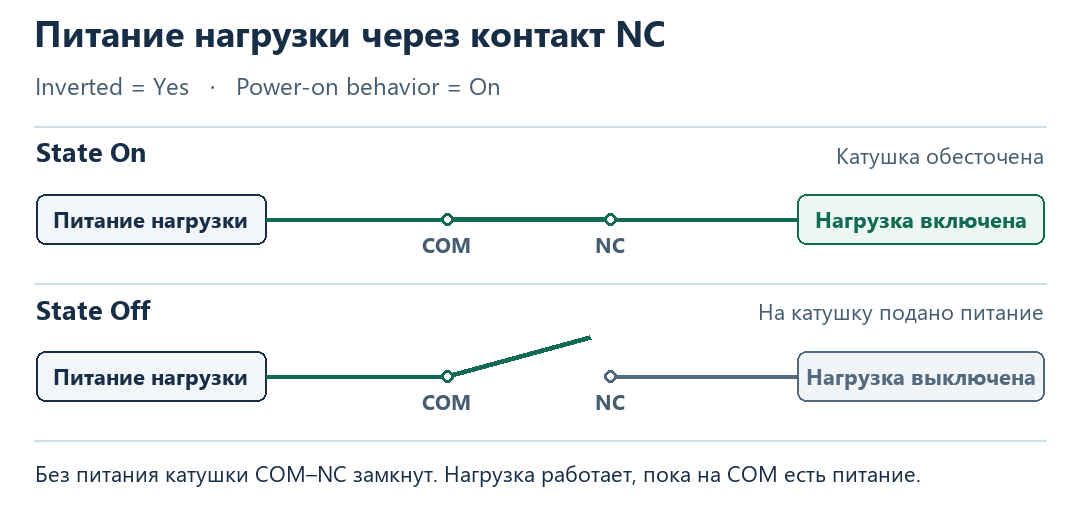 Питание нагрузки через контакт NC
Inverted = Yes · Power-on behavior = On
State On
Катушка обесточена
Питание нагрузки
COM
NC
Нагрузка включена
State Off
На катушку подано питание
Питание нагрузки
COM
NC
Нагрузка выключена
Без питания катушки COM–NC замкнут. Нагрузка работает, пока на COM есть питание.